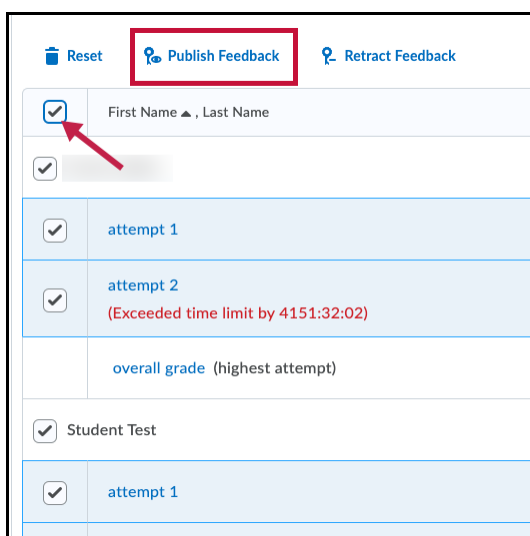 Reset Publish Feedback Retract Feedback
First Name , Last Name
attempt 1
attempt 2
(Exceeded time limit by 4151:32:02)
overall grade (highest attempt)
Student Test
attempt 1